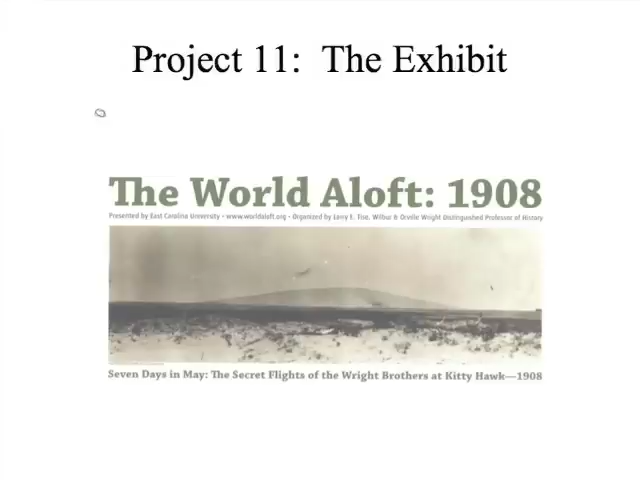 Project 11:  The Exhibit
The World Aloft: 1908
Presented by East Carolina University • www.worldaloft.org • Organized by Larry E. Tise, Wilbur & Orville Wright Distinguished Professor of History
Seven Days in May: The Secret Flights of the Wright Brothers at Kitty Hawk—1908